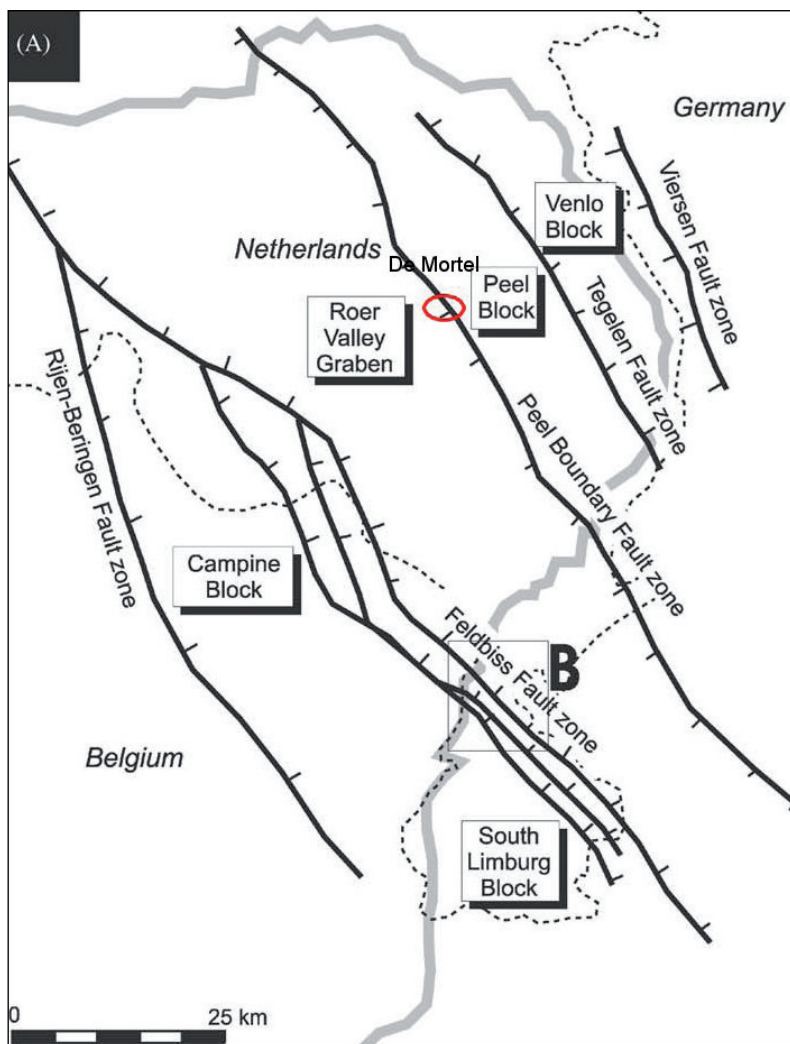 (A)
Germany
Venlo
Block
Viersen Fault zone
Netherlands
De Mortel
Peel
Block
Roer
Valley
Graben
Tegelen Fault zone
Rijen-Beringen Fault zone
Peel Boundary Fault zone
Campine
Block
Feldbiss Fault zone
B
Belgium
South
Limburg
Block
0
25 km